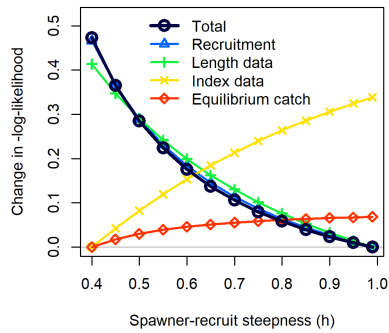 Change in -log-likelihood
0.5
0.4
0.3
0.2
0.1
0.0
Total
Recruitment
Length data
Index data
Equilibrium catch
0.4 0.5 0.6 0.7 0.8 0.9 1.0
Spawner-recruit steepness (h)